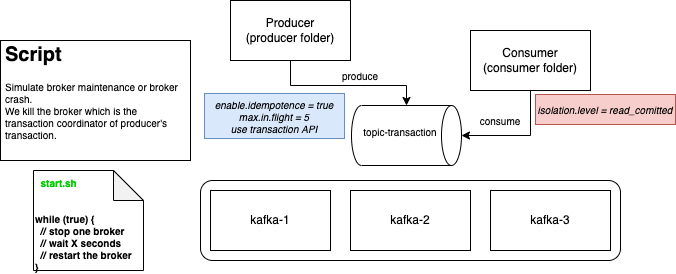 Script
Simulate broker maintenance or broker
crash.
We kill the broker which is the
transaction coordinator of producer's
transaction.
start.sh
while (true) {
// stop one broker
// wait X seconds
// restart the broker
}
Producer
(producer folder)
produce
enable.idempotence = true
max.in.flight = 5
use transaction API
topic-transaction
Consumer
(consumer folder)
isolation.level = read_comitted
consume
kafka-1
kafka-2
kafka-3